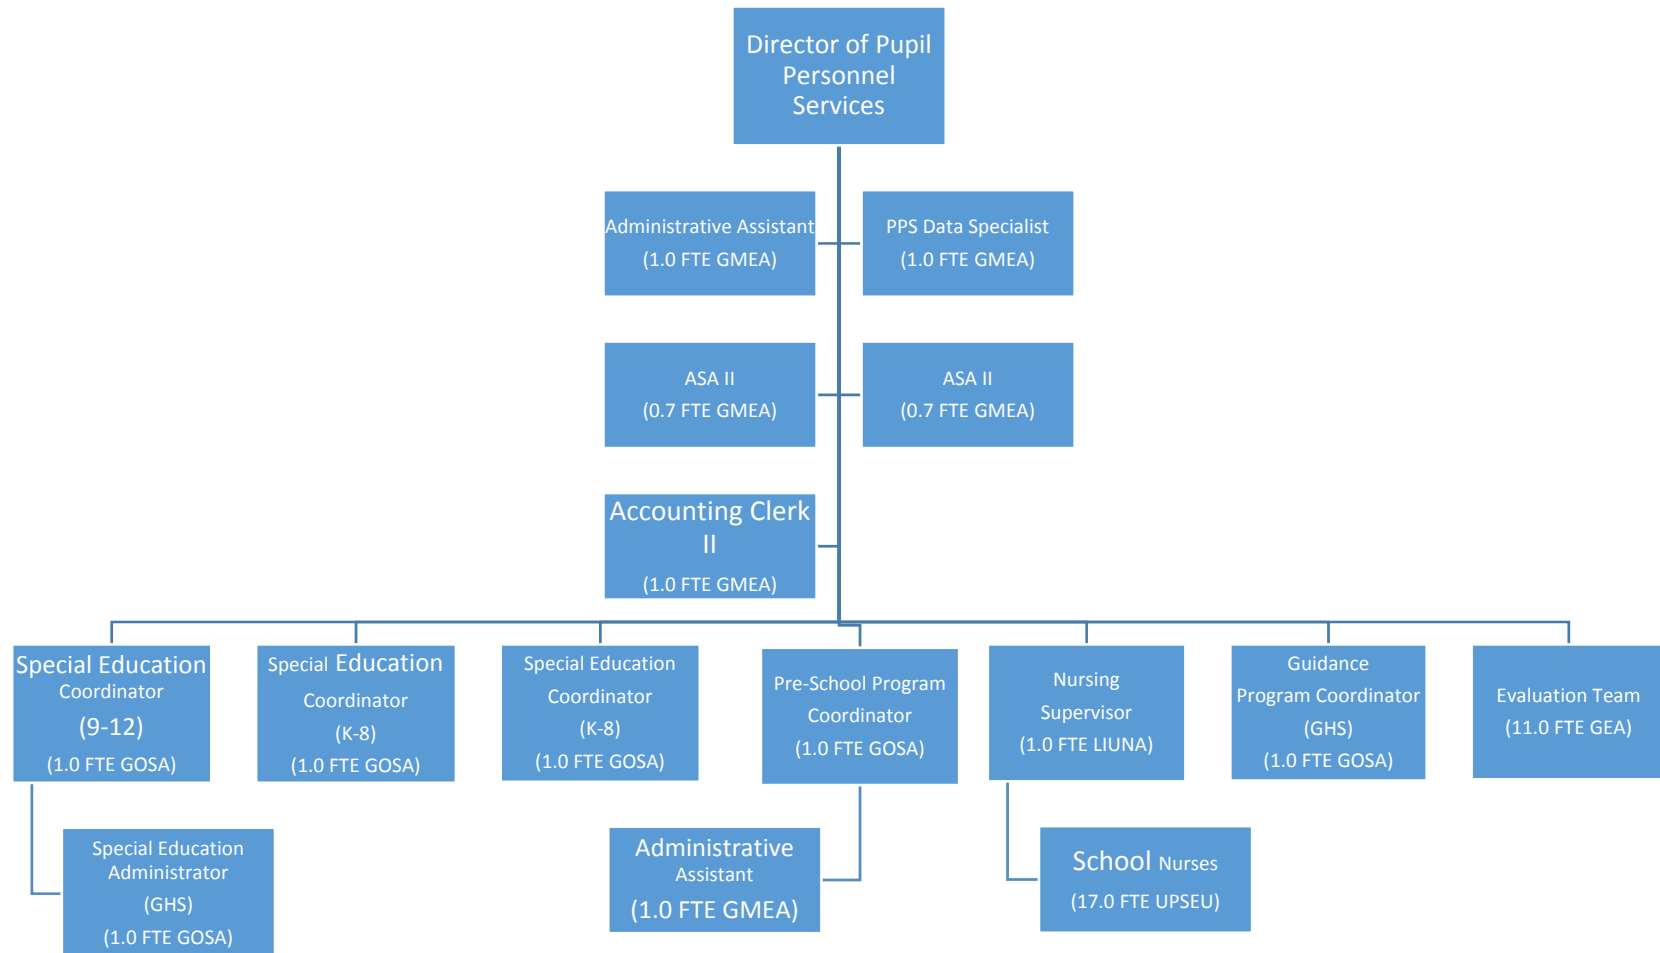 Director of Pupil
Personnel
Services
Administrative Assistant
(1.0 FTE GMEA)
PPS Data Specialist
(1.0 FTE GMEA)
ASA II
(0.7 FTE GMEA)
ASA II
(0.7 FTE GMEA)
Accounting Clerk
II
(1.0 FTE GMEA)
Special Education
Coordinator
(9-12)
(1.0 FTE GOSA)
Special Education
Coordinator
(K-8)
(1.0 FTE GOSA)
Special Education
Coordinator
(K-8)
(1.0 FTE GOSA)
Pre-School Program
Coordinator
(1.0 FTE GOSA)
Nursing
Supervisor
(1.0 FTE LIUNA)
Guidance
Program Coordinator
(GHS)
(1.0 FTE GOSA)
Evaluation Team
(11.0 FTE GEA)
Special Education
Administrator
(GHS)
(1.0 FTE GOSA)
Administrative
Assistant
(1.0 FTE GMEA)
School Nurses
(17.0 FTE UPSEU)